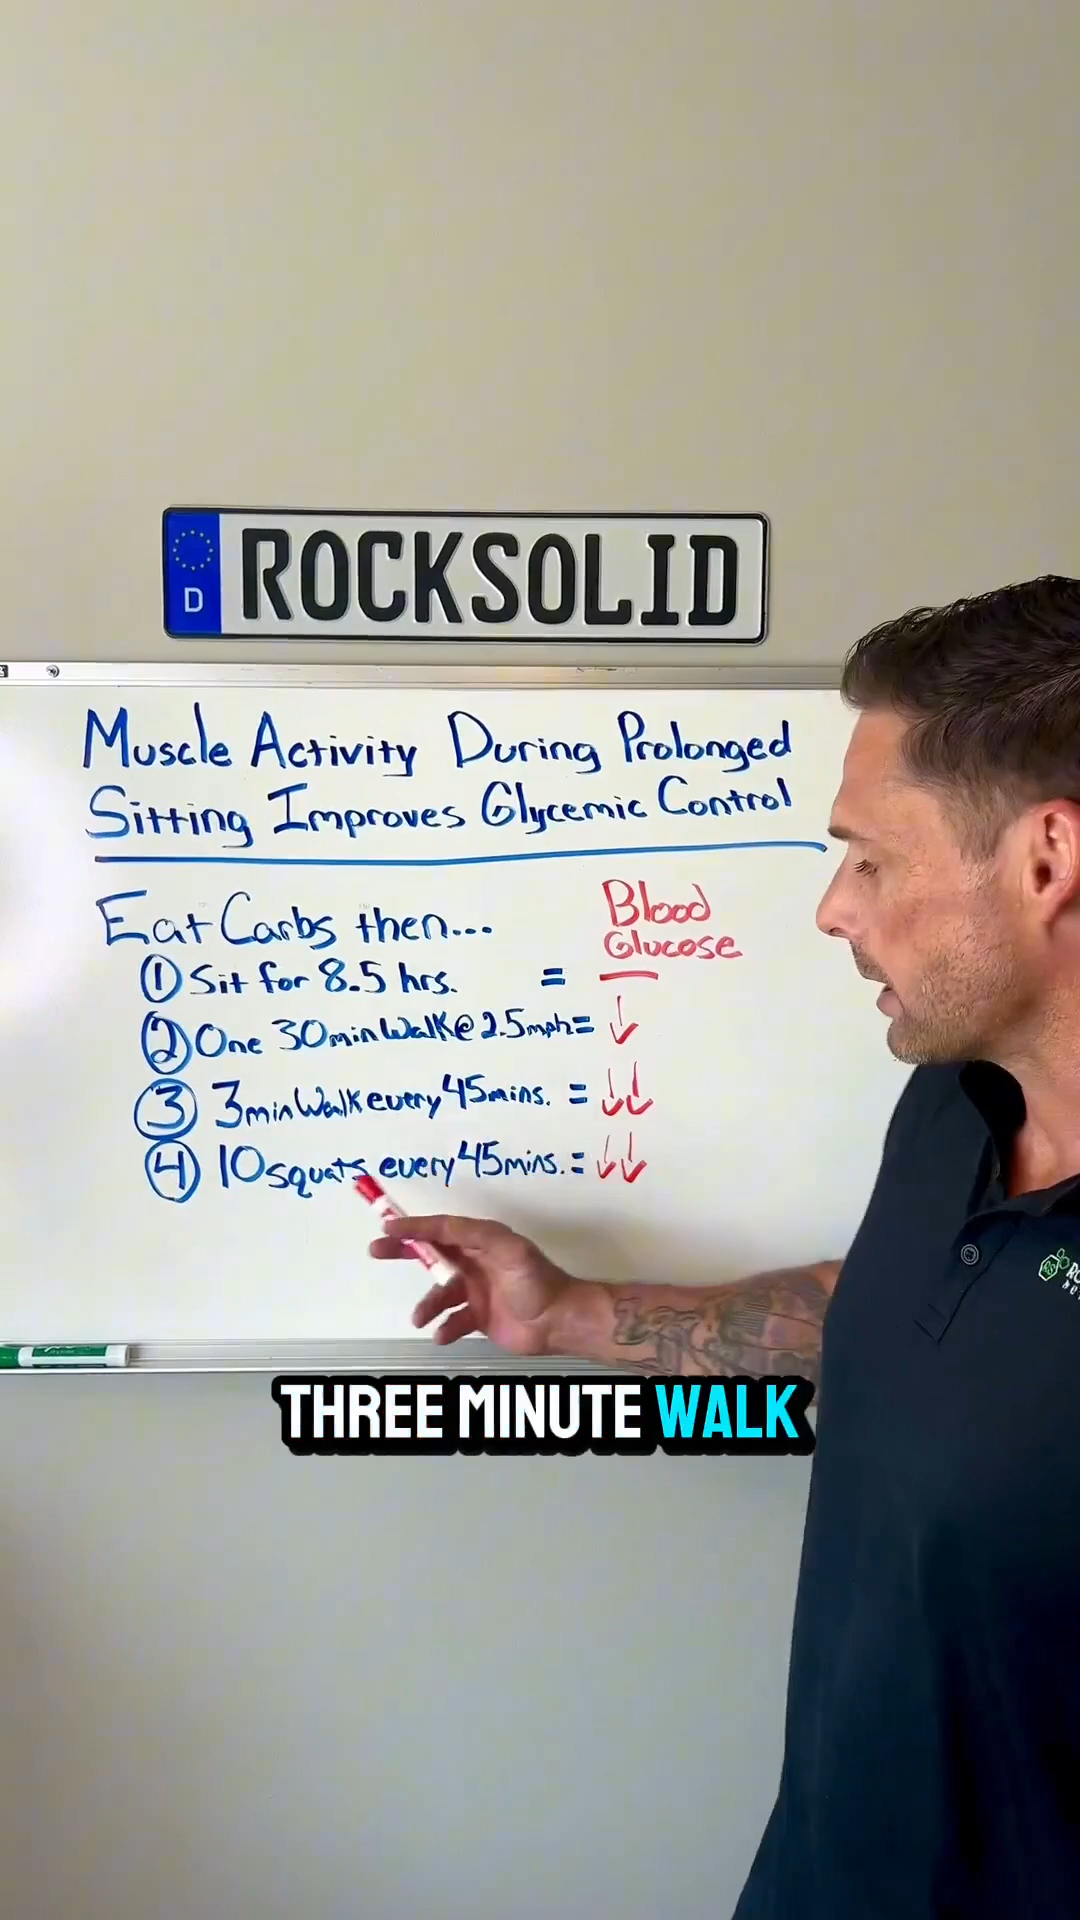 D ROCKSOLID
Muscle Activity During Prolonged
Sitting Improves Glycemic Control
Eat Carbs then...
Blood
Glucose
① Sit for 8.5 hrs. = —
② One 30min Walk @ 2.5mph = ↓
③ 3min Walk every 45mins. = ↓↓
④ 10 squats every 45mins. = ↓↓
THREE MINUTE WALK